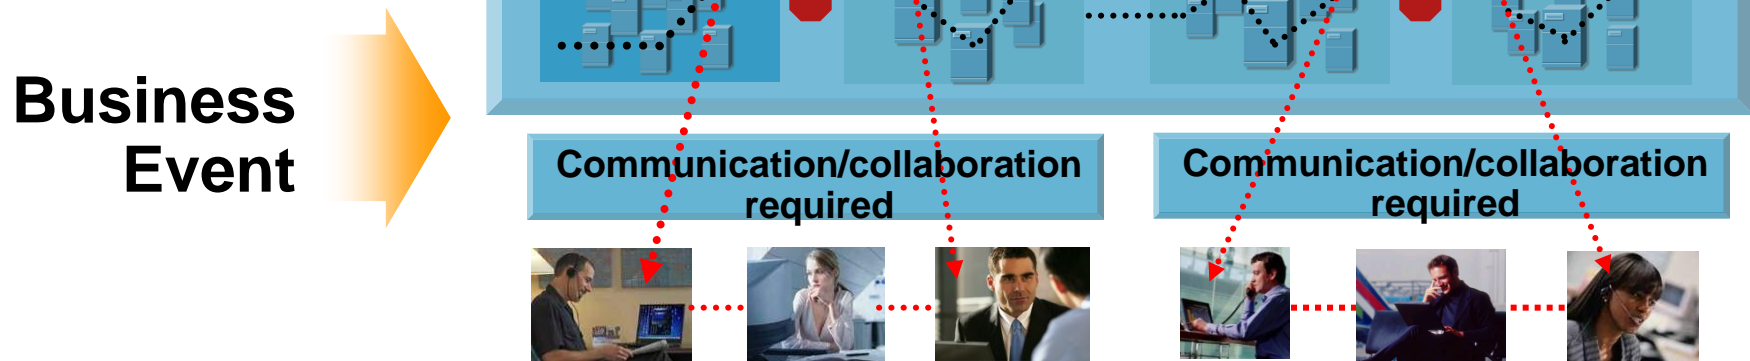 Business
Event
Communication/collaboration
required
Communication/collaboration
required